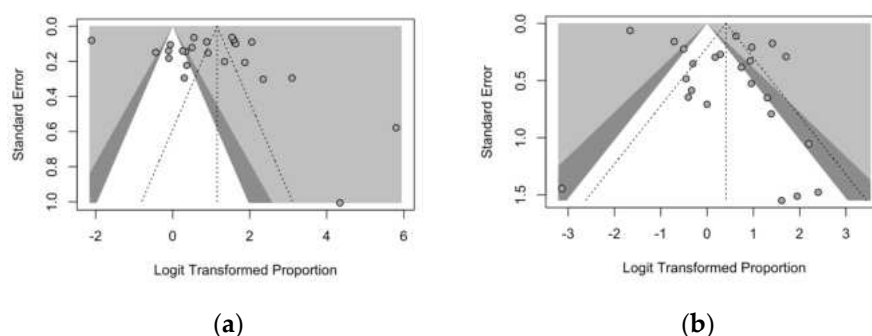 0.0
0.2
0.4
0.6
0.8
1.0
Standard Error
-2 0 2 4 6
Logit Transformed Proportion
(a)
0.0
0.5
1.0
1.5
Standard Error
-3 -2 -1 0 1 2 3
Logit Transformed Proportion
(b)